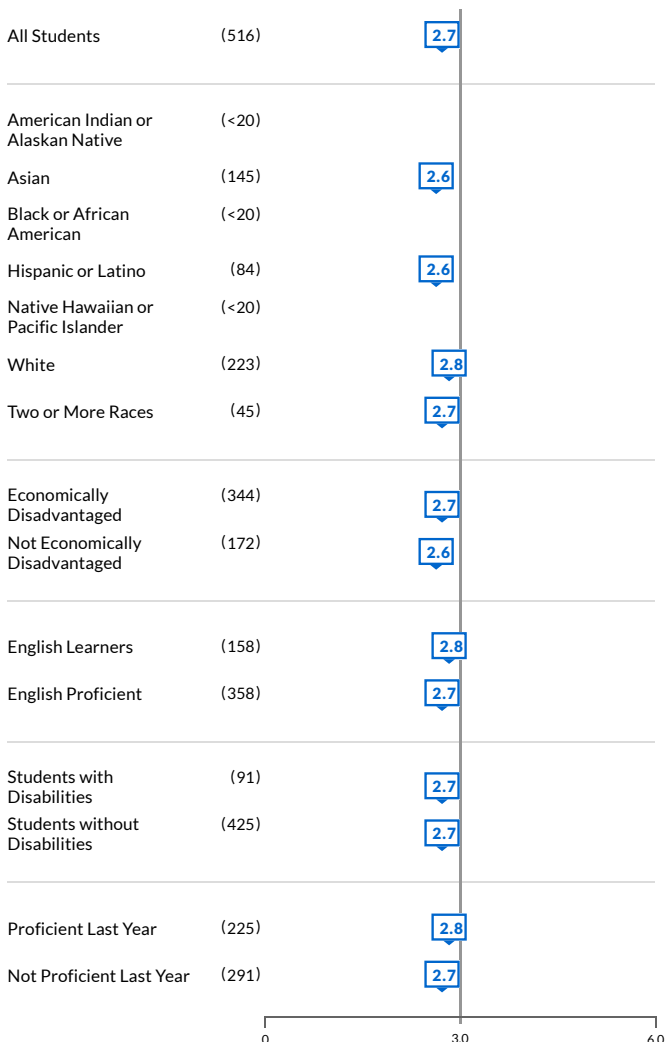 All Students (516) 2.7
American Indian or (<20)
Alaskan Native
Asian (145) 2.6
Black or African (<20)
American
Hispanic or Latino (84) 2.6
Native Hawaiian or (<20)
Pacific Islander
White (223) 2.8
Two or More Races (45) 2.7
Economically (344) 2.7
Disadvantaged
Not Economically (172) 2.6
Disadvantaged
English Learners (158) 2.8
English Proficient (358) 2.7
Students with (91) 2.7
Disabilities
Students without (425) 2.7
Disabilities
Proficient Last Year (225) 2.8
Not Proficient Last Year (291) 2.7
0 3.0 6.0